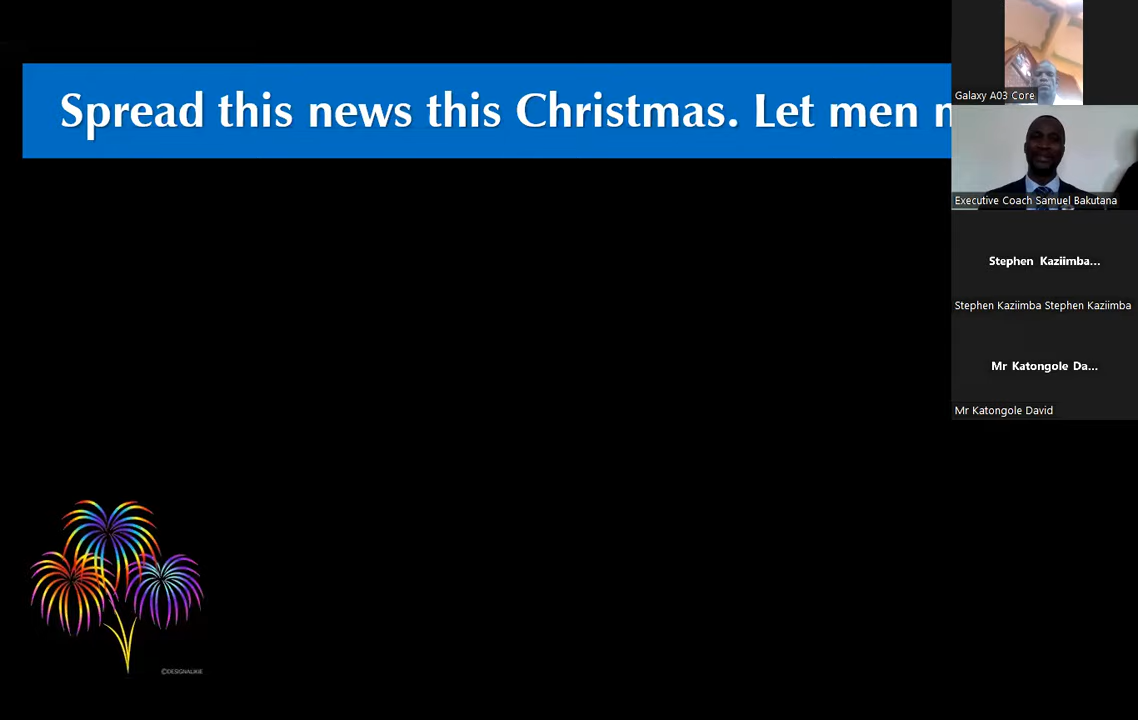 Spread this news this Christmas. Let men
Galaxy A03 Core
Executive Coach Samuel Bakutana
Stephen Kaziimba...
Stephen Kaziimba Stephen Kaziimba
Mr Katongole Da...
Mr Katongole David
©DESIGNALIKIE